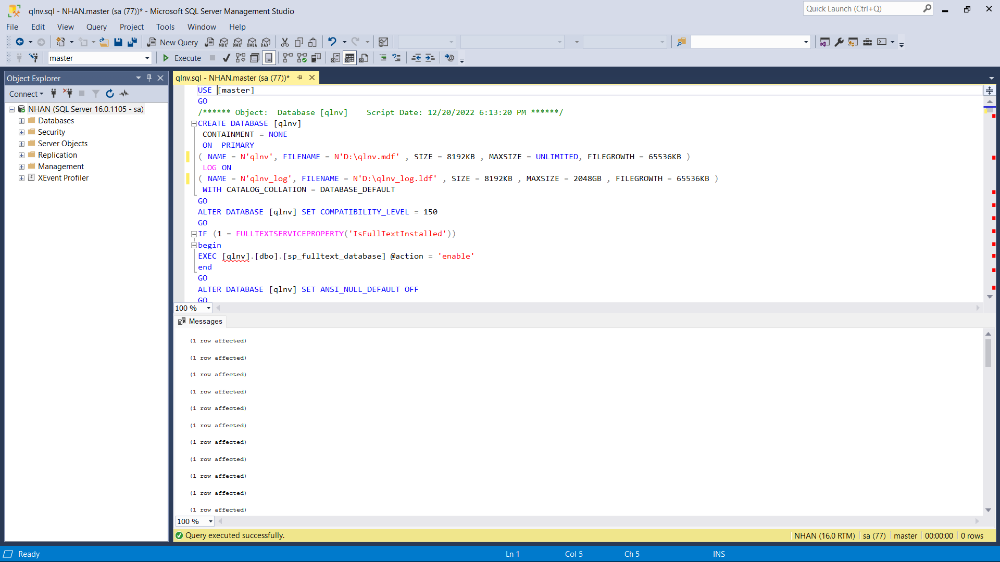 qlnv.sql - NHAN.master (sa (77))* - Microsoft SQL Server Management Studio
Quick Launch (Ctrl+Q)
File Edit View Query Project Tools Window Help
New Query MDX DMX XMLA DAX
master Execute
Object Explorer
Connect
NHAN (SQL Server 16.0.1105 - sa)
Databases
Security
Server Objects
Replication
Management
XEvent Profiler
qlnv.sql - NHAN.master (sa (77))*
USE [master]
GO
/****** Object:  Database [qlnv]    Script Date: 12/20/2022 6:13:20 PM ******/
CREATE DATABASE [qlnv]
CONTAINMENT = NONE
ON  PRIMARY
( NAME = N'qlnv', FILENAME = N'D:\qlnv.mdf' , SIZE = 8192KB , MAXSIZE = UNLIMITED, FILEGROWTH = 65536KB )
LOG ON
( NAME = N'qlnv_log', FILENAME = N'D:\qlnv_log.ldf' , SIZE = 8192KB , MAXSIZE = 2048GB , FILEGROWTH = 65536KB )
WITH CATALOG_COLLATION = DATABASE_DEFAULT
GO
ALTER DATABASE [qlnv] SET COMPATIBILITY_LEVEL = 150
GO
IF (1 = FULLTEXTSERVICEPROPERTY('IsFullTextInstalled'))
begin
EXEC [qlnv].[dbo].[sp_fulltext_database] @action = 'enable'
end
GO
ALTER DATABASE [qlnv] SET ANSI_NULL_DEFAULT OFF
GO
100 %
Messages
(1 row affected)
(1 row affected)
(1 row affected)
(1 row affected)
(1 row affected)
(1 row affected)
(1 row affected)
(1 row affected)
(1 row affected)
(1 row affected)
(1 row affected)
100 %
Query executed successfully.
NHAN (16.0 RTM) sa (77) master 00:00:00 0 rows
Ready Ln 1 Col 5 Ch 5 INS